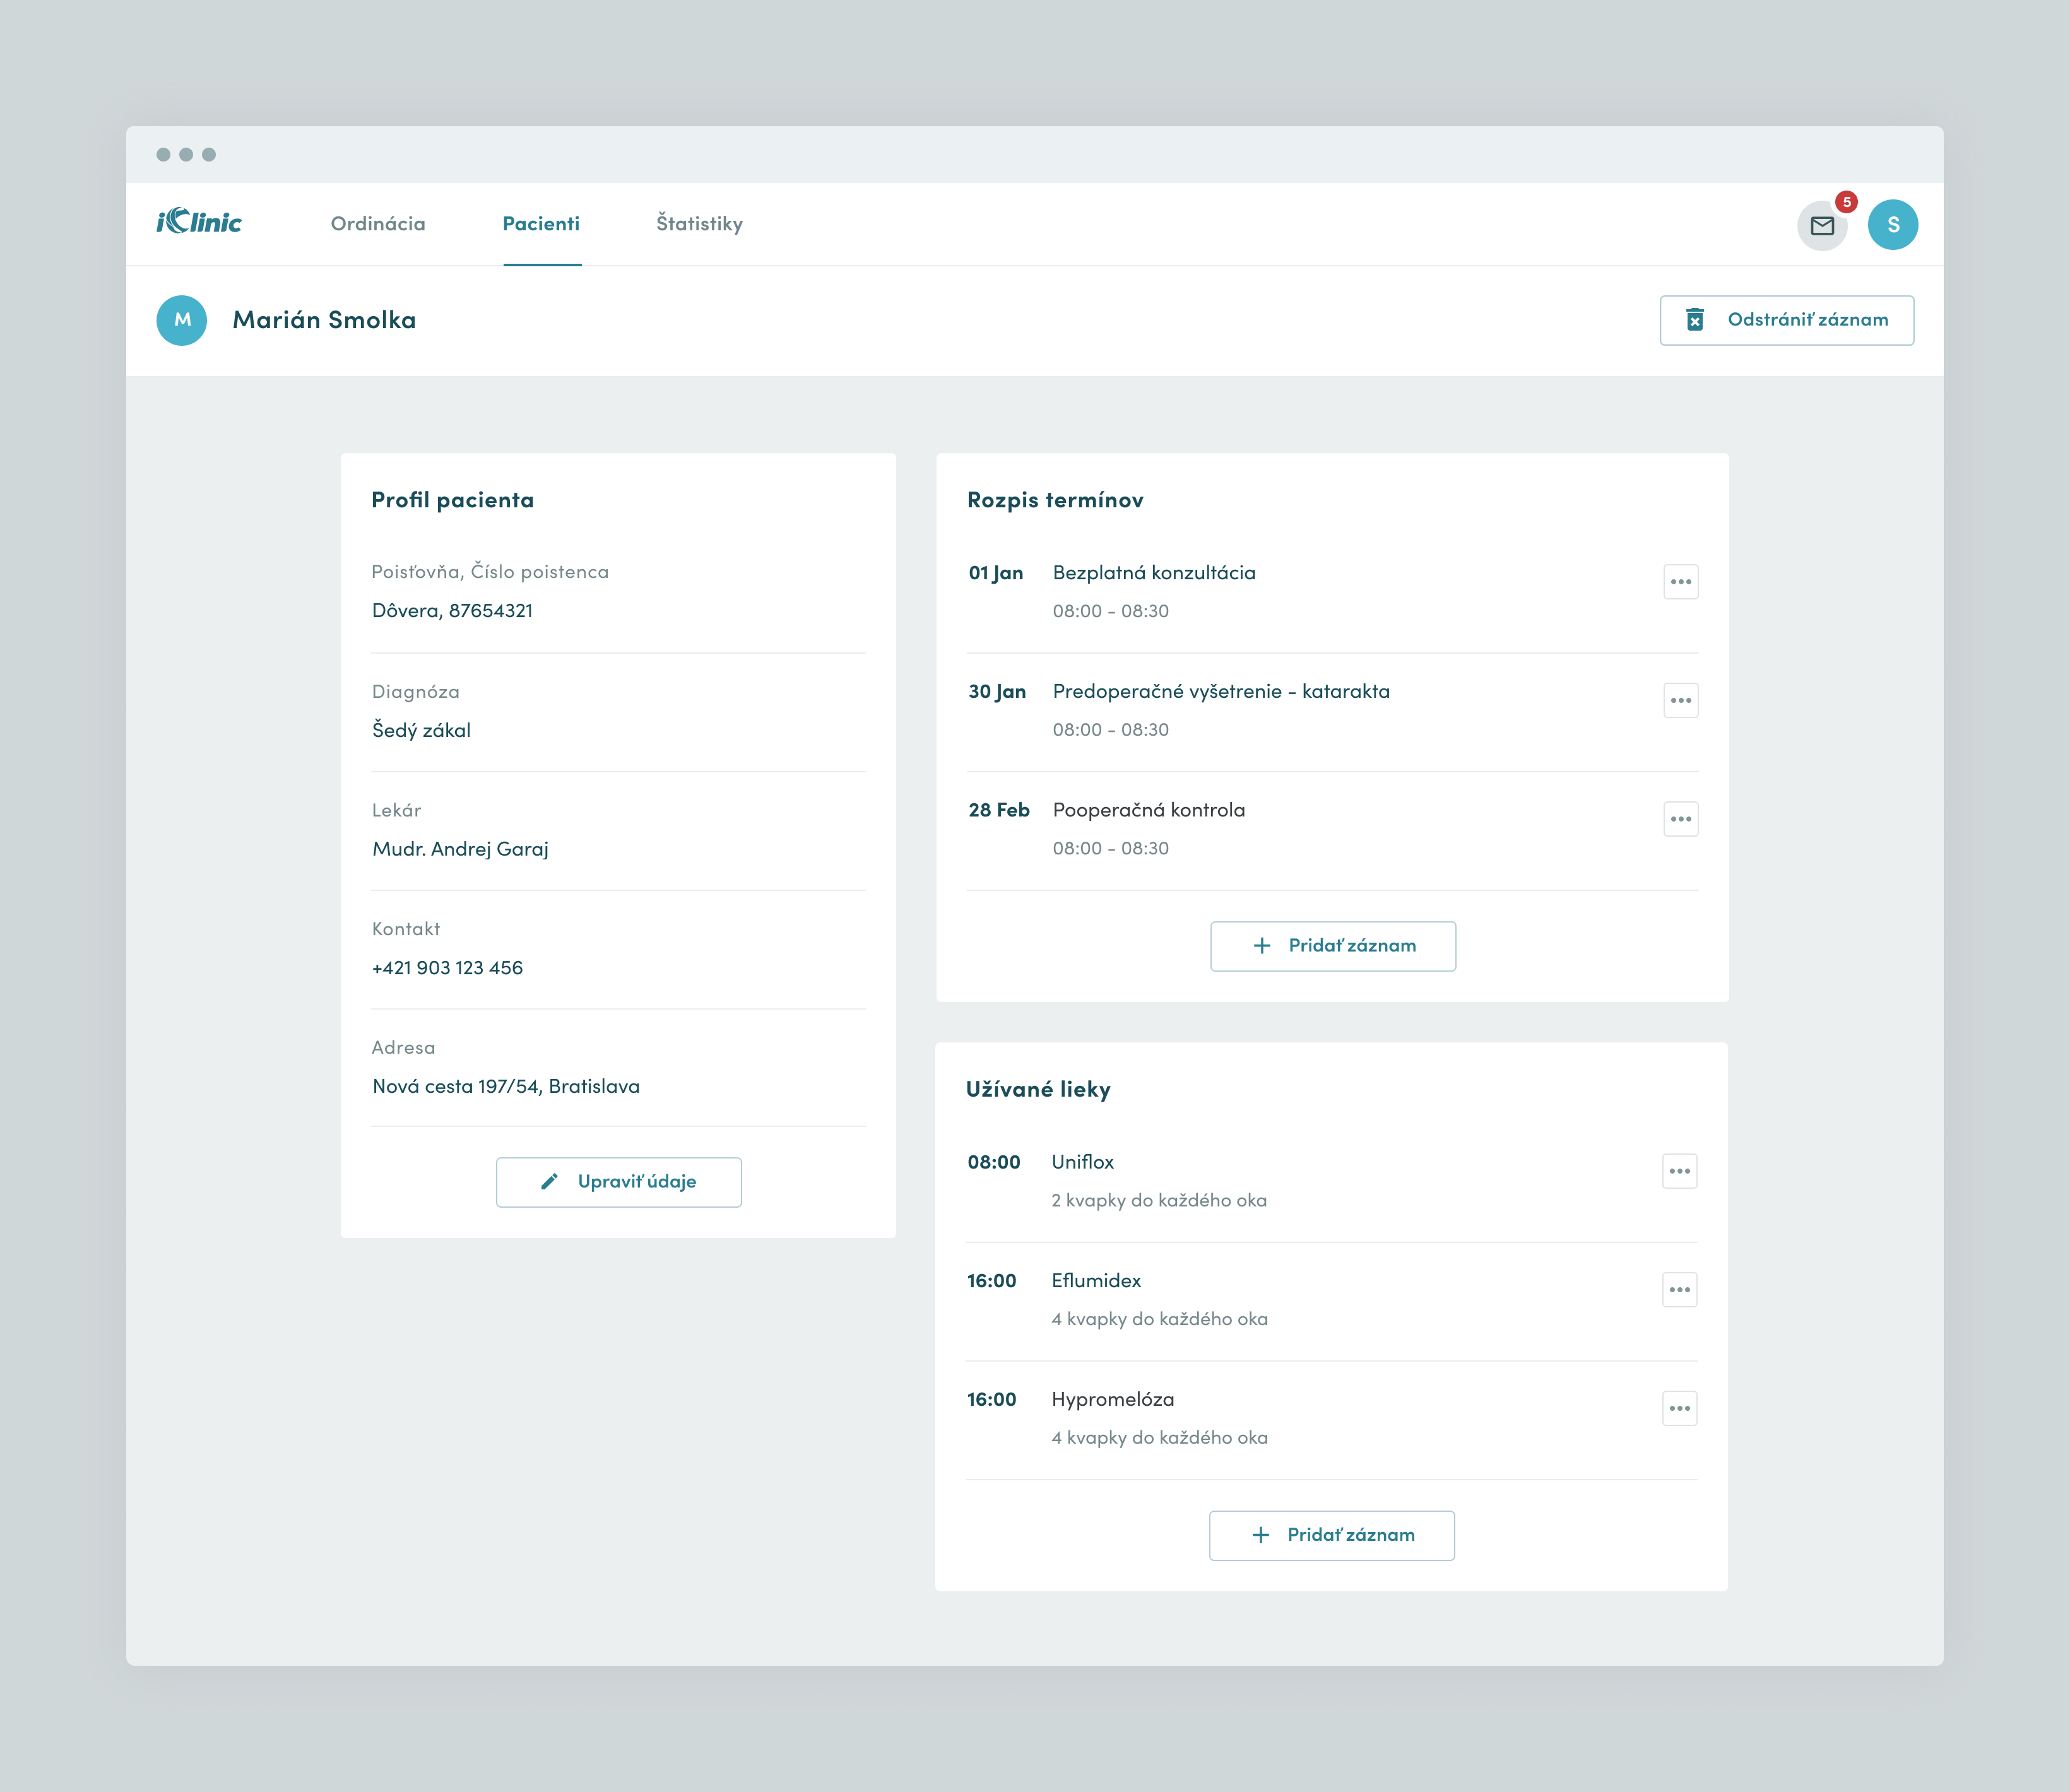 iClinic
Ordinácia
Pacienti
Štatistiky
5
S
M
Marián Smolka
Odstrániť záznam
Profil pacienta
Poisťovňa, Číslo poistenca
Dôvera, 87654321
Diagnóza
Šedý zákal
Lekár
Mudr. Andrej Garaj
Kontakt
+421 903 123 456
Adresa
Nová cesta 197/54, Bratislava
Upraviť údaje
Rozpis termínov
01 Jan Bezplatná konzultácia
08:00 - 08:30
30 Jan Predoperačné vyšetrenie - katarakta
08:00 - 08:30
28 Feb Pooperačná kontrola
08:00 - 08:30
+ Pridať záznam
Užívané lieky
08:00 Uniflox
2 kvapky do každého oka
16:00 Eflumidex
4 kvapky do každého oka
16:00 Hypromelóza
4 kvapky do každého oka
+ Pridať záznam